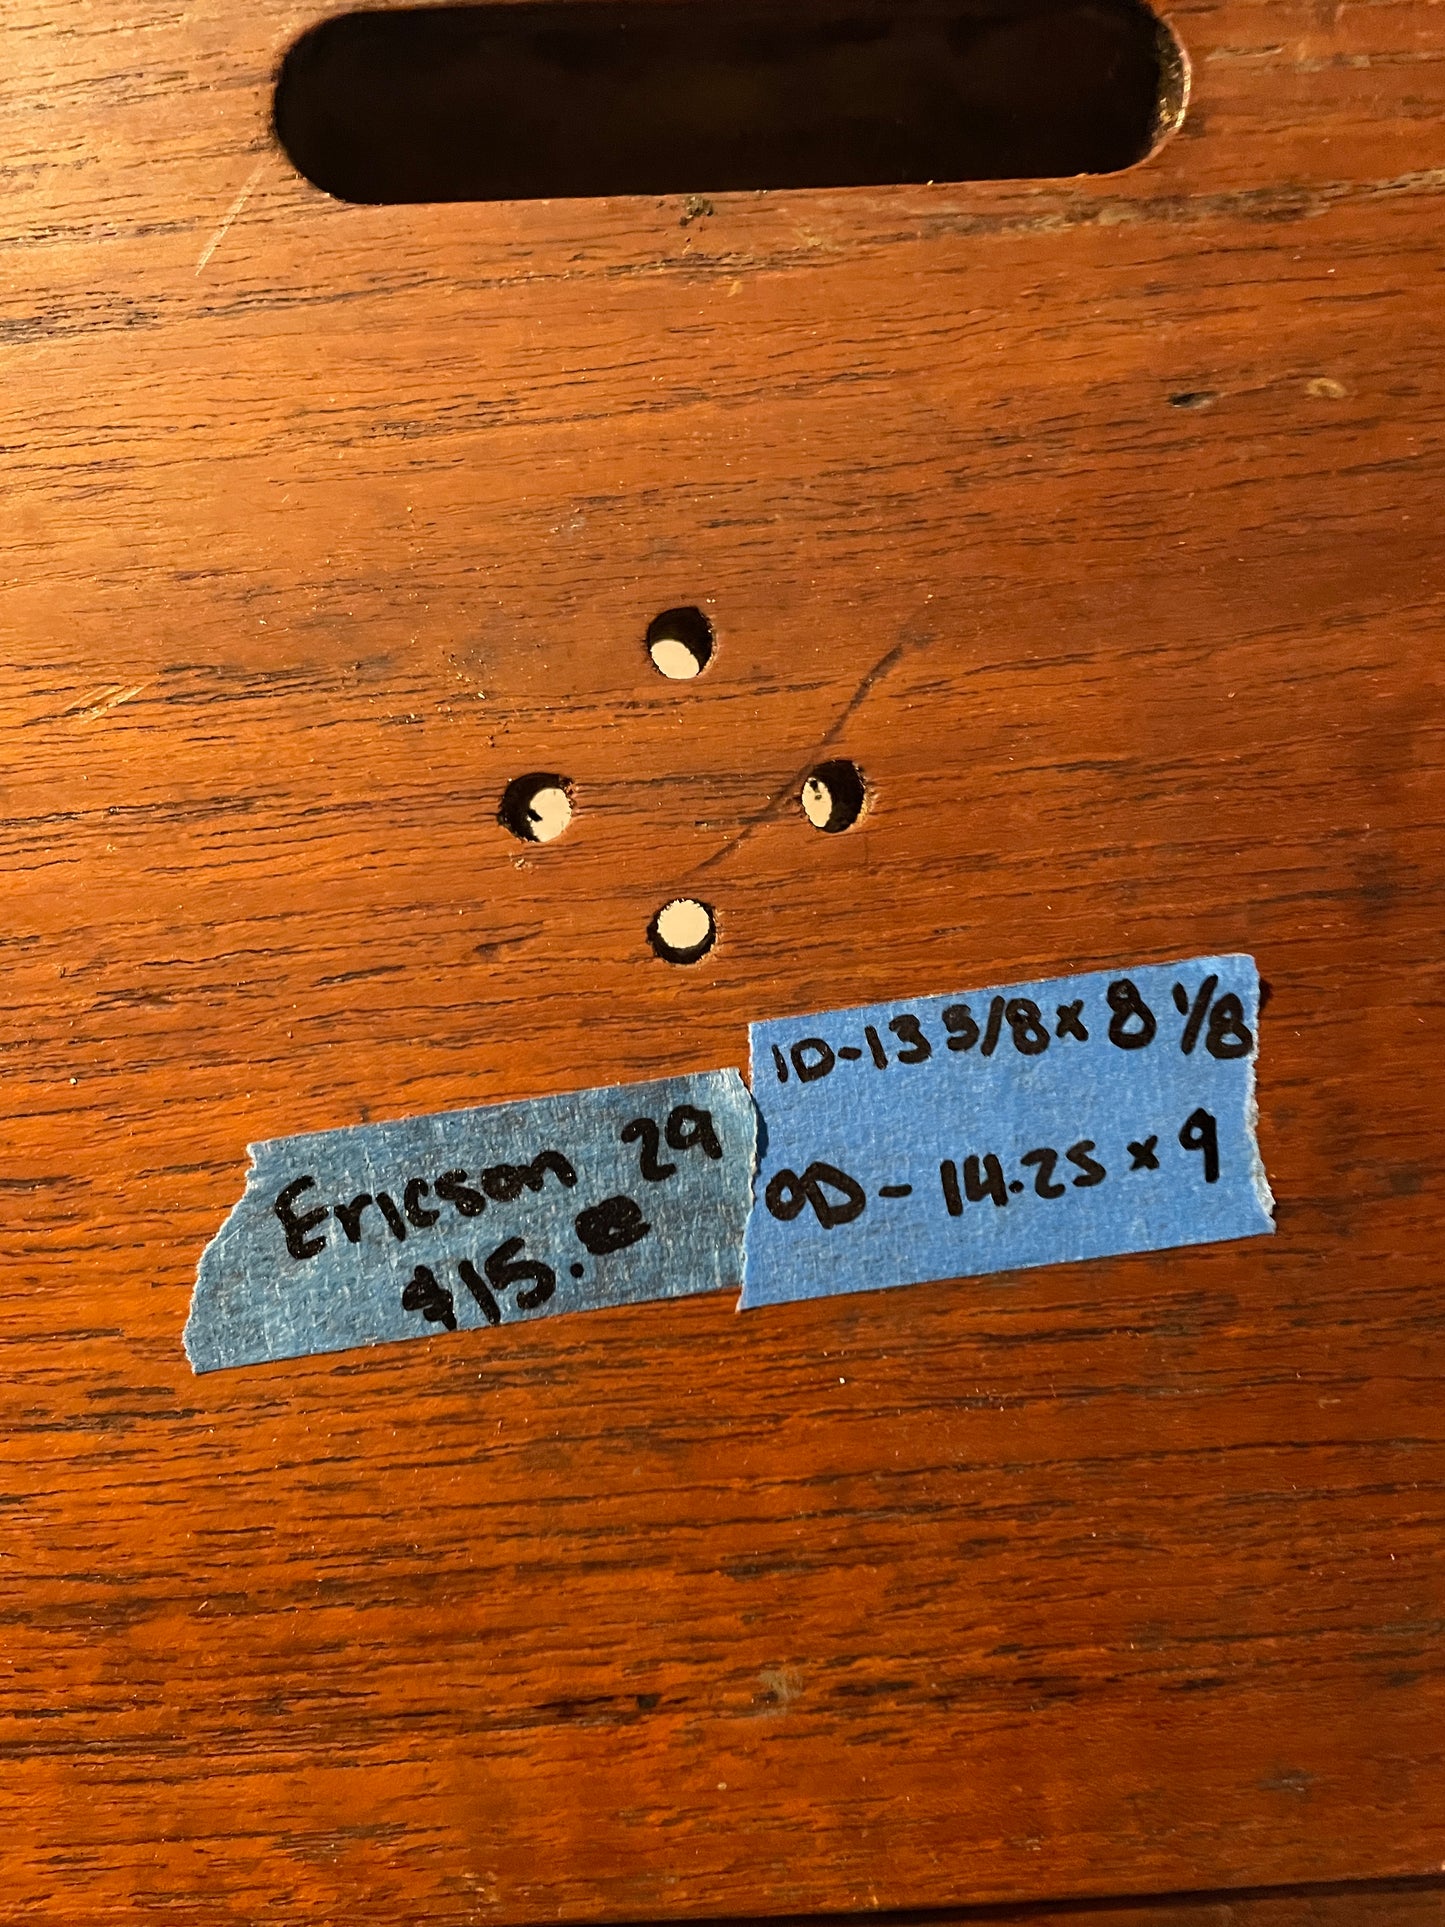 Ericson 29
$15.00
ID-13 5/8 x 8 1/8
OD - 14.25 x 9